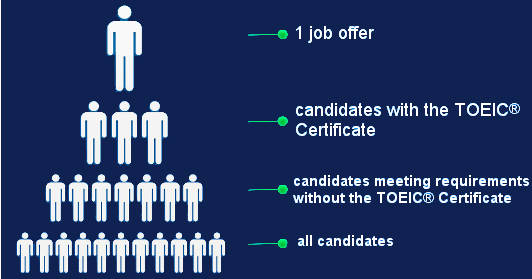 1 job offer
candidates with the TOEIC®
Certificate
candidates meeting requirements
without the TOEIC® Certificate
all candidates